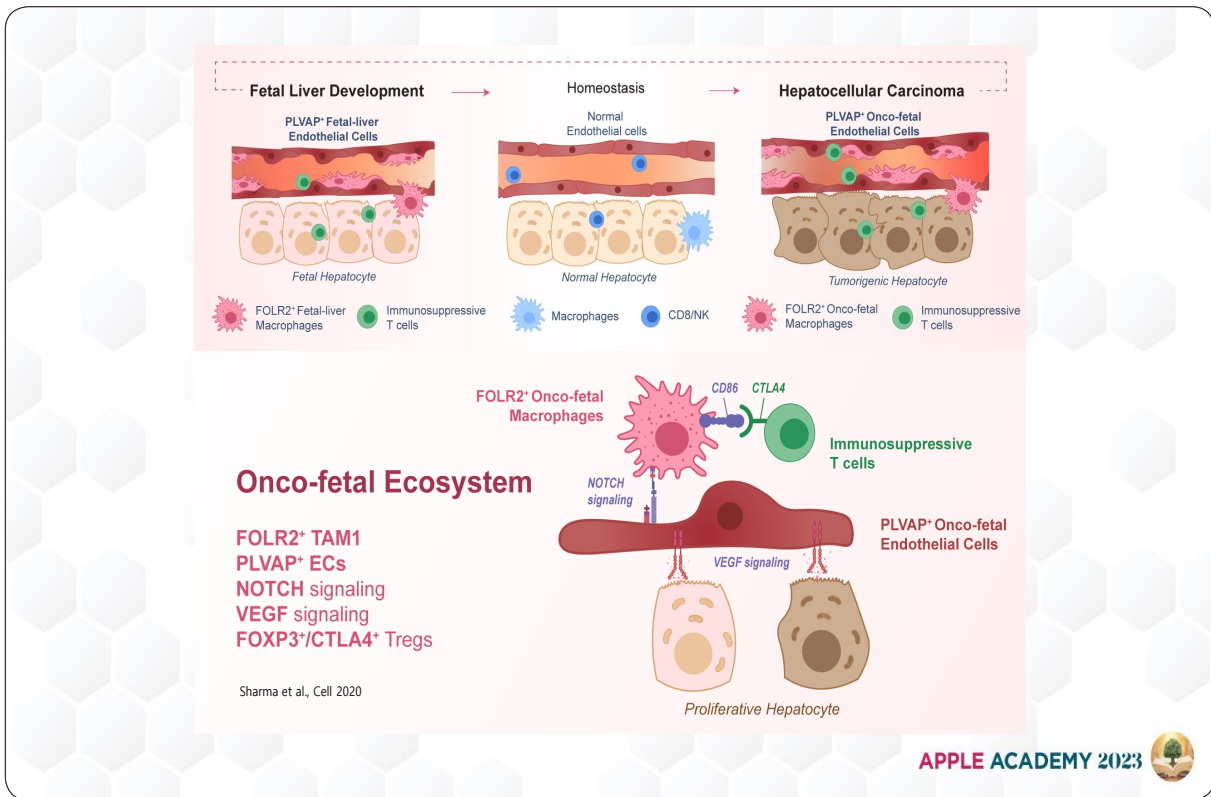 Fetal Liver Development
Homeostasis
Hepatocellular Carcinoma
PLVAP⁺ Fetal-liver
Endothelial Cells
Normal
Endothelial cells
PLVAP⁺ Onco-fetal
Endothelial Cells
Fetal Hepatocyte
Normal Hepatocyte
Tumorigenic Hepatocyte
FOLR2⁺ Fetal-liver
Macrophages
Immunosuppressive
T cells
Macrophages
CD8/NK
FOLR2⁺ Onco-fetal
Macrophages
Immunosuppressive
T cells
FOLR2⁺ Onco-fetal
Macrophages
CD86
CTLA4
Immunosuppressive
T cells
NOTCH
signaling
PLVAP⁺ Onco-fetal
Endothelial Cells
VEGF signaling
Proliferative Hepatocyte
Onco-fetal Ecosystem
FOLR2⁺ TAM1
PLVAP⁺ ECs
NOTCH signaling
VEGF signaling
FOXP3⁺/CTLA4⁺ Tregs
Sharma et al., Cell 2020
APPLE ACADEMY 2023